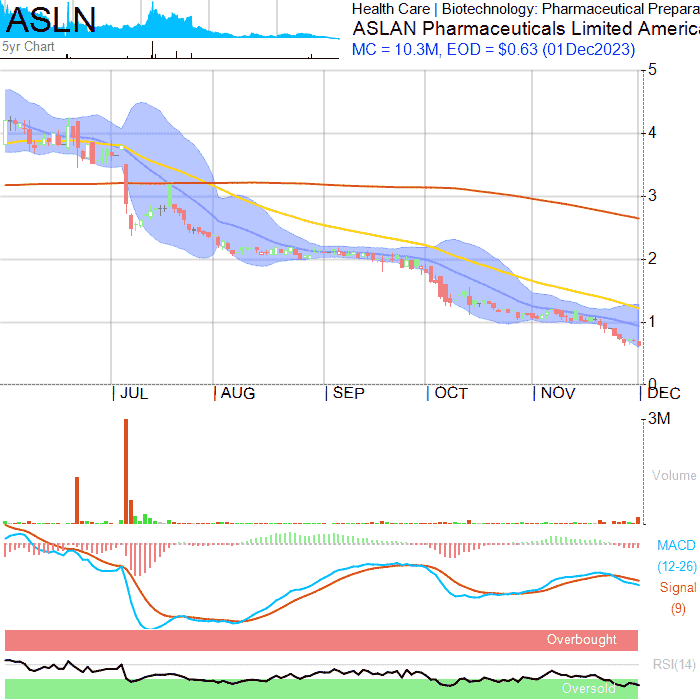 ASLN
5yr Chart
Health Care | Biotechnology: Pharmaceutical Prepara
ASLAN Pharmaceuticals Limited America
MC = 10.3M, EOD = $0.63 (01Dec2023)
5
4
3
2
1
0
JUL AUG SEP OCT NOV DEC
3M
Volume
MACD
(12-26)
Signal
(9)
Overbought
RSI(14)
Oversold